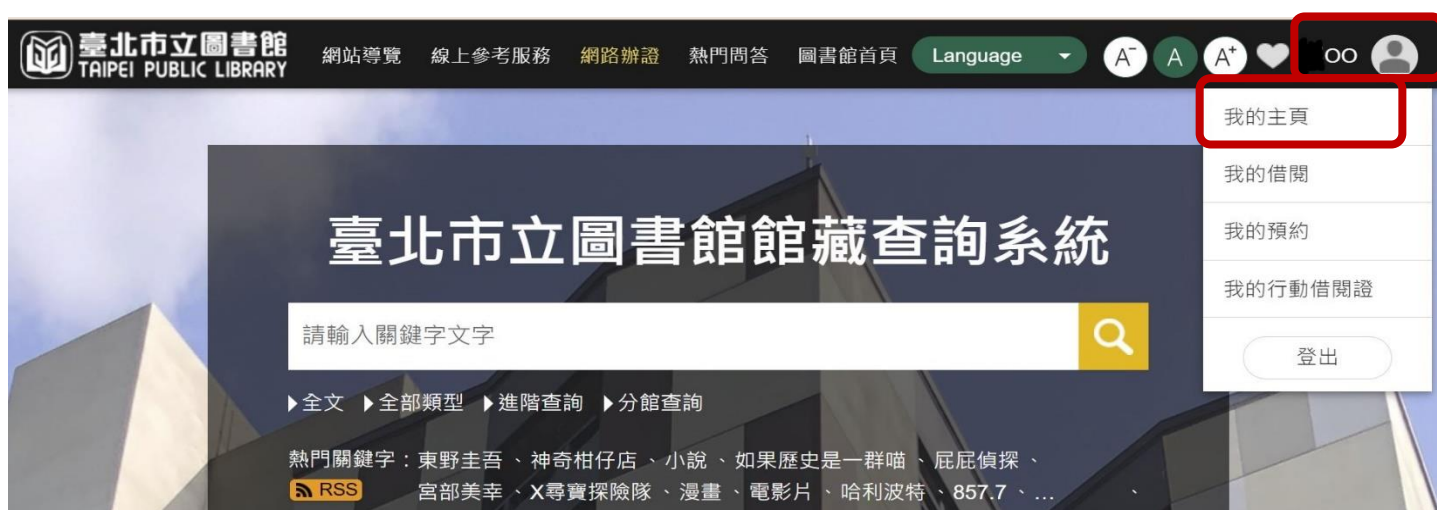 臺北市立圖書館
TAIPEI PUBLIC LIBRARY
網站導覽 線上參考服務 網路辦證 熱門問答 圖書館首頁 Language A- A A+ OO
我的主頁
我的借閱
我的預約
我的行動借閱證
登出
臺北市立圖書館館藏查詢系統
請輸入關鍵字文字
全文 全部類型 進階查詢 分館查詢
熱門關鍵字：東野圭吾、神奇柑仔店、小說、如果歷史是一群喵、屁屁偵探、
RSS 宮部美幸、X尋寶探險隊、漫畫、電影片、哈利波特、857.7、... 、